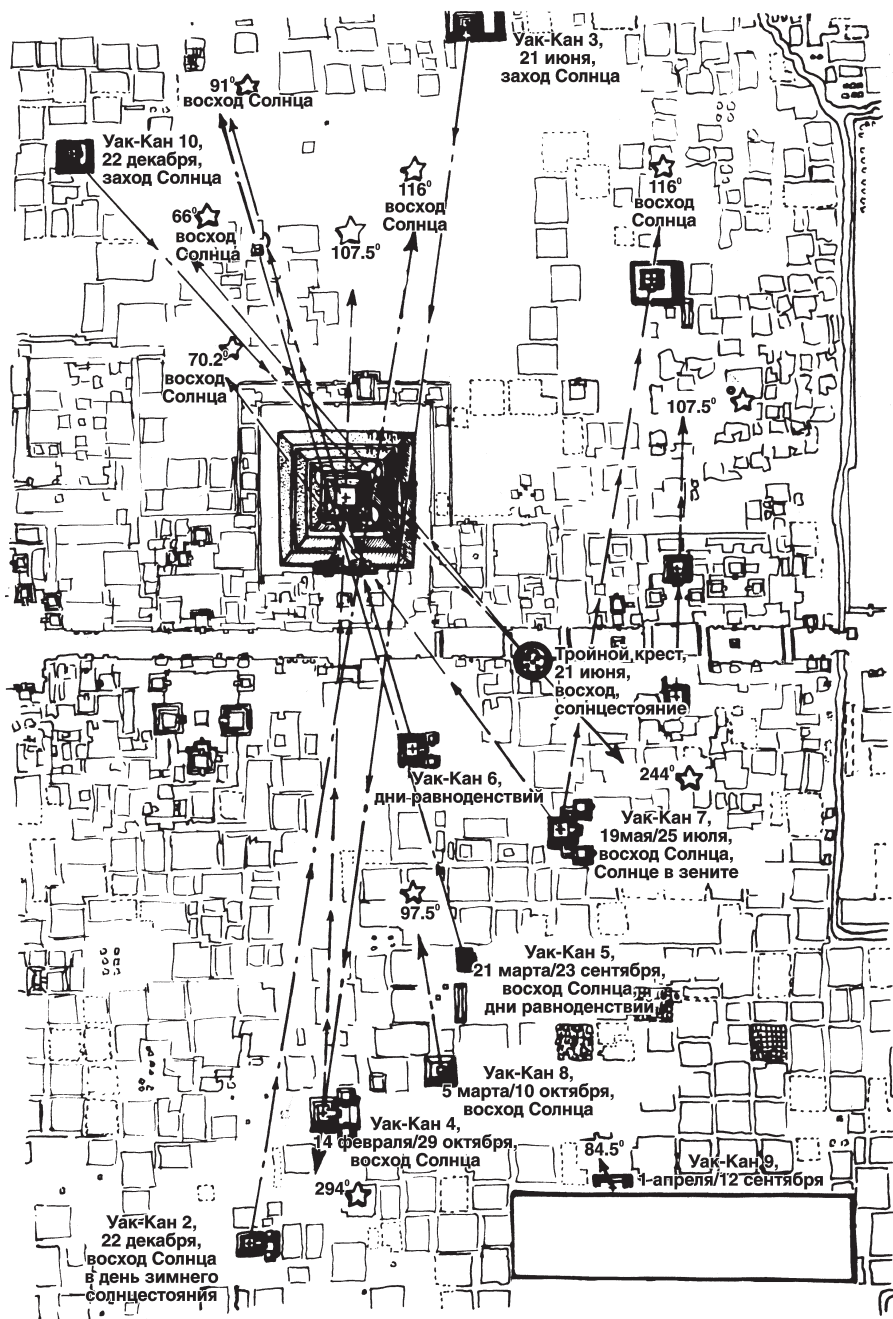 Уак-Кан 3,
21 июня,
заход Солнца
91°
восход Солнца
Уак-Кан 10,
22 декабря,
заход Солнца
116°
восход
Солнца
116°
восход
Солнца
66°
восход
Солнца
107.5°
70.2°
восход
Солнца
107.5°
Тройной крест,
21 июня,
восход,
солнцестояние
Уак-Кан 6,
дни равноденствий
244°
Уак-Кан 7,
19мая/25 июля,
восход Солнца,
Солнце в зените
97.5°
Уак-Кан 5,
21 марта/23 сентября,
восход Солнца,
дни равноденствий
Уак-Кан 8,
5 марта/10 октября,
восход Солнца
Уак-Кан 4,
14 февраля/29 октября,
восход Солнца
84.5°
Уак-Кан 9,
1 апреля/12 сентября
294°
Уак-Кан 2,
22 декабря,
восход Солнца
в день зимнего
солнцестояния